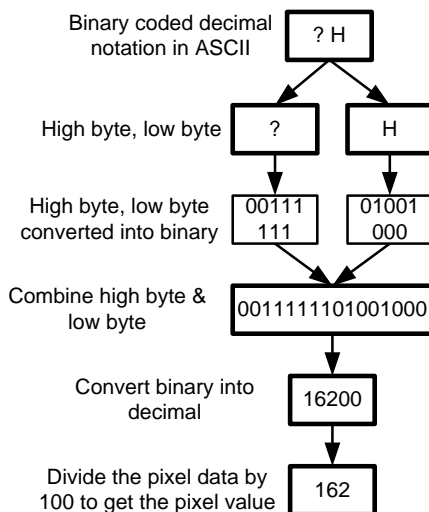 Binary coded decimal
notation in ASCII
? H
High byte, low byte
?
H
High byte, low byte
converted into binary
00111
111
01001
000
Combine high byte &
low byte
0011111101001000
Convert binary into
decimal
16200
Divide the pixel data by
100 to get the pixel value
162